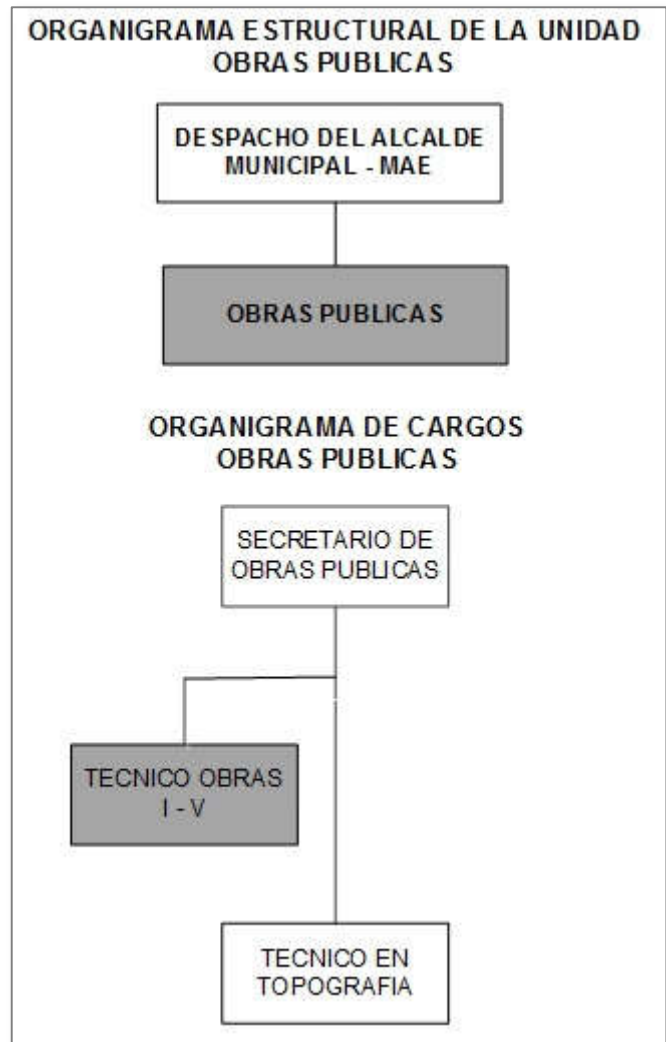 ORGANIGRAMA ESTRUCTURAL DE LA UNIDAD
OBRAS PUBLICAS
DESPACHO DEL ALCALDE
MUNICIPAL - MAE
OBRAS PUBLICAS
ORGANIGRAMA DE CARGOS
OBRAS PUBLICAS
SECRETARIO DE
OBRAS PUBLICAS
TECNICO OBRAS
I - V
TECNICO EN
TOPOGRAFIA